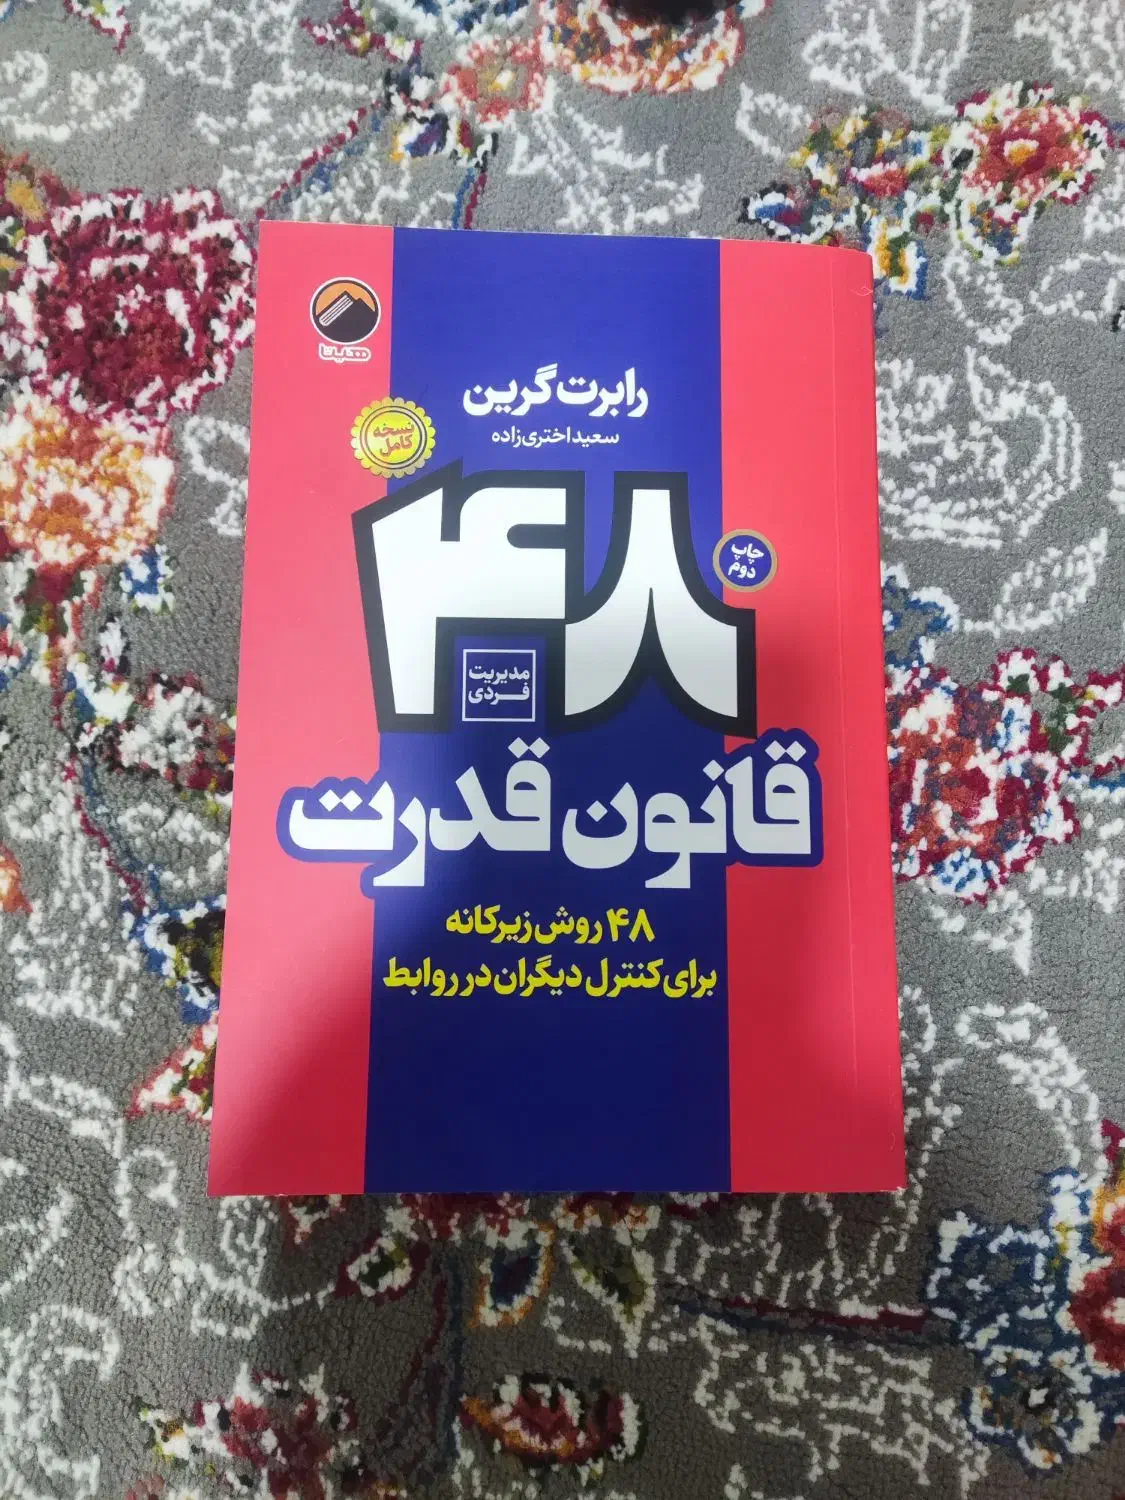 هیتا
رابرت گرین
سعید اختری‌زاده
نسخه
کامل
۴۸
چاپ
دوم
مدیریت
فردی
قانون قدرت
۴۸ روش زیرکانه
برای کنترل دیگران در روابط